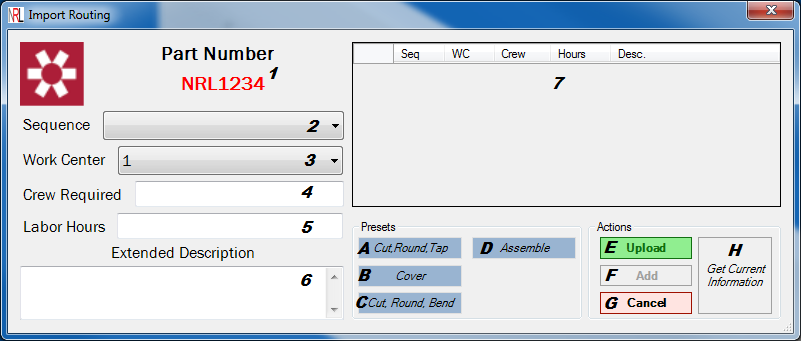 NRL Import Routing
Part Number
NRL1234 1
Sequence 2
Work Center 1 3
Crew Required 4
Labor Hours 5
Extended Description
6
Seq WC Crew Hours Desc.
7
Presets
A Cut,Round,Tap
D Assemble
B Cover
C Cut, Round, Bend
Actions
E Upload
F Add
G Cancel
H
Get Current
Information